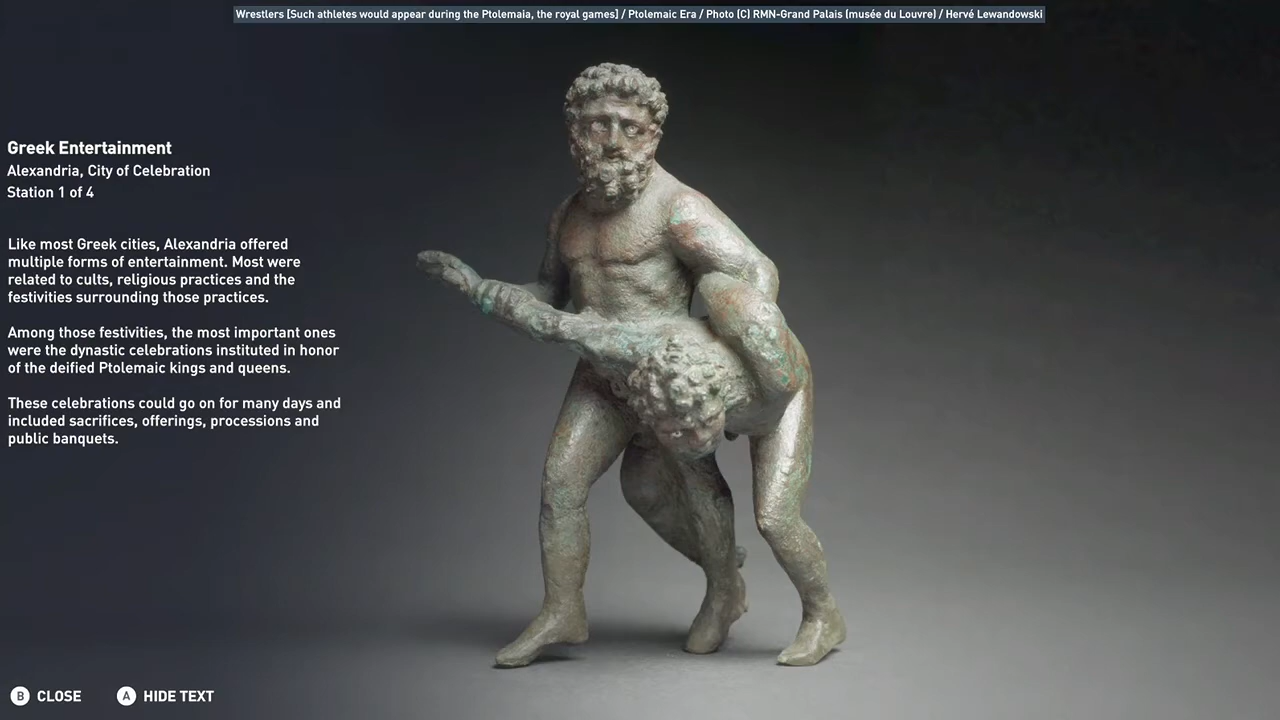 Wrestlers [Such athletes would appear during the Ptolemaia, the royal games] / Ptolemaic Era / Photo (C) RMN-Grand Palais (musée du Louvre) / Hervé Lewandowski
Greek Entertainment
Alexandria, City of Celebration
Station 1 of 4
Like most Greek cities, Alexandria offered
multiple forms of entertainment. Most were
related to cults, religious practices and the
festivities surrounding those practices.
Among those festivities, the most important ones
were the dynastic celebrations instituted in honor
of the deified Ptolemaic kings and queens.
These celebrations could go on for many days and
included sacrifices, offerings, processions and
public banquets.
B CLOSE A HIDE TEXT